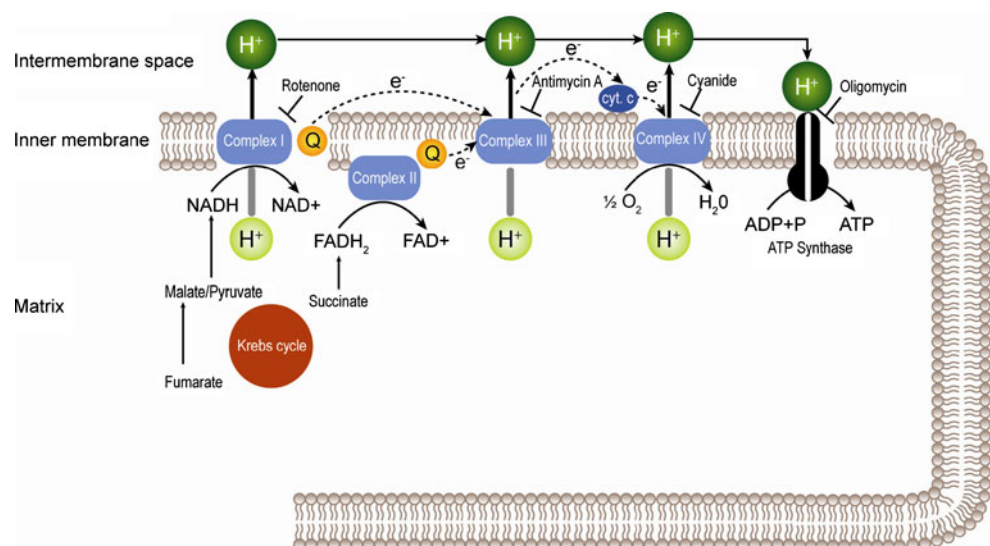 H+
H+
H+
Intermembrane space
e-
Rotenone
e-
Antimycin A
cyt. c
e-
Cyanide
H+
Oligomycin
Inner membrane
Complex I
Q
Q
e-
Complex III
Complex IV
Complex II
NADH
NAD+
½ O2
H20
H+
FADH2
FAD+
H+
H+
ADP+P
ATP
ATP Synthase
Malate/Pyruvate
Succinate
Matrix
Krebs cycle
Fumarate